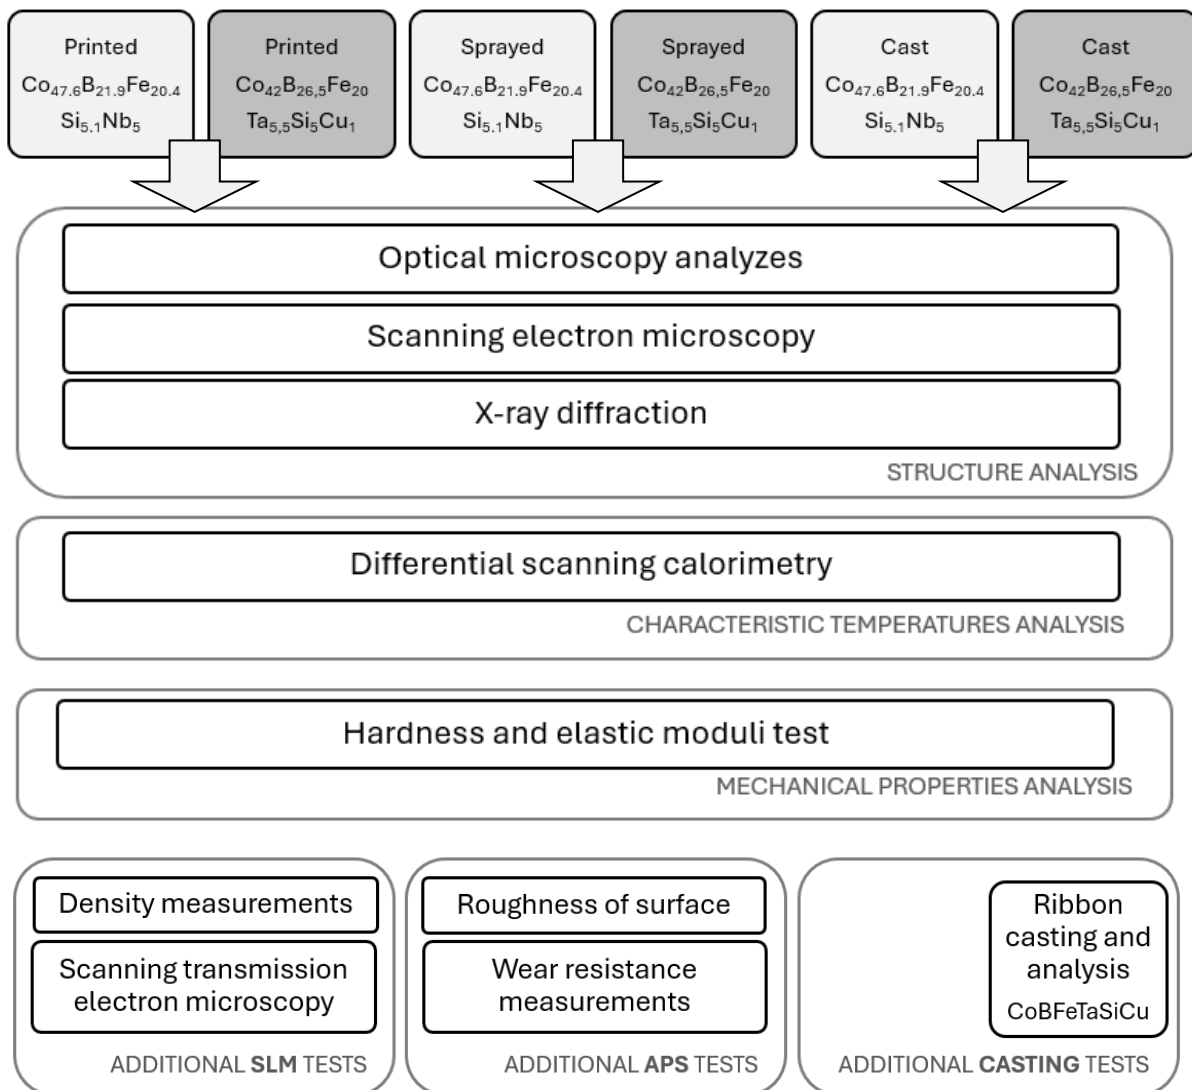 Printed
Co₄₇.₆B₂₁.₉Fe₂₀.₄
Si₅.₁Nb₅
Printed
Co₄₂B₂₆,₅Fe₂₀
Ta₅,₅Si₅Cu₁
Sprayed
Co₄₇.₆B₂₁.₉Fe₂₀.₄
Si₅.₁Nb₅
Sprayed
Co₄₂B₂₆,₅Fe₂₀
Ta₅,₅Si₅Cu₁
Cast
Co₄₇.₆B₂₁.₉Fe₂₀.₄
Si₅.₁Nb₅
Cast
Co₄₂B₂₆,₅Fe₂₀
Ta₅,₅Si₅Cu₁
Optical microscopy analyzes
Scanning electron microscopy
X-ray diffraction
STRUCTURE ANALYSIS
Differential scanning calorimetry
CHARACTERISTIC TEMPERATURES ANALYSIS
Hardness and elastic moduli test
MECHANICAL PROPERTIES ANALYSIS
Density measurements
Scanning transmission
electron microscopy
ADDITIONAL SLM TESTS
Roughness of surface
Wear resistance
measurements
ADDITIONAL APS TESTS
Ribbon
casting and
analysis
CoBFeTaSiCu
ADDITIONAL CASTING TESTS